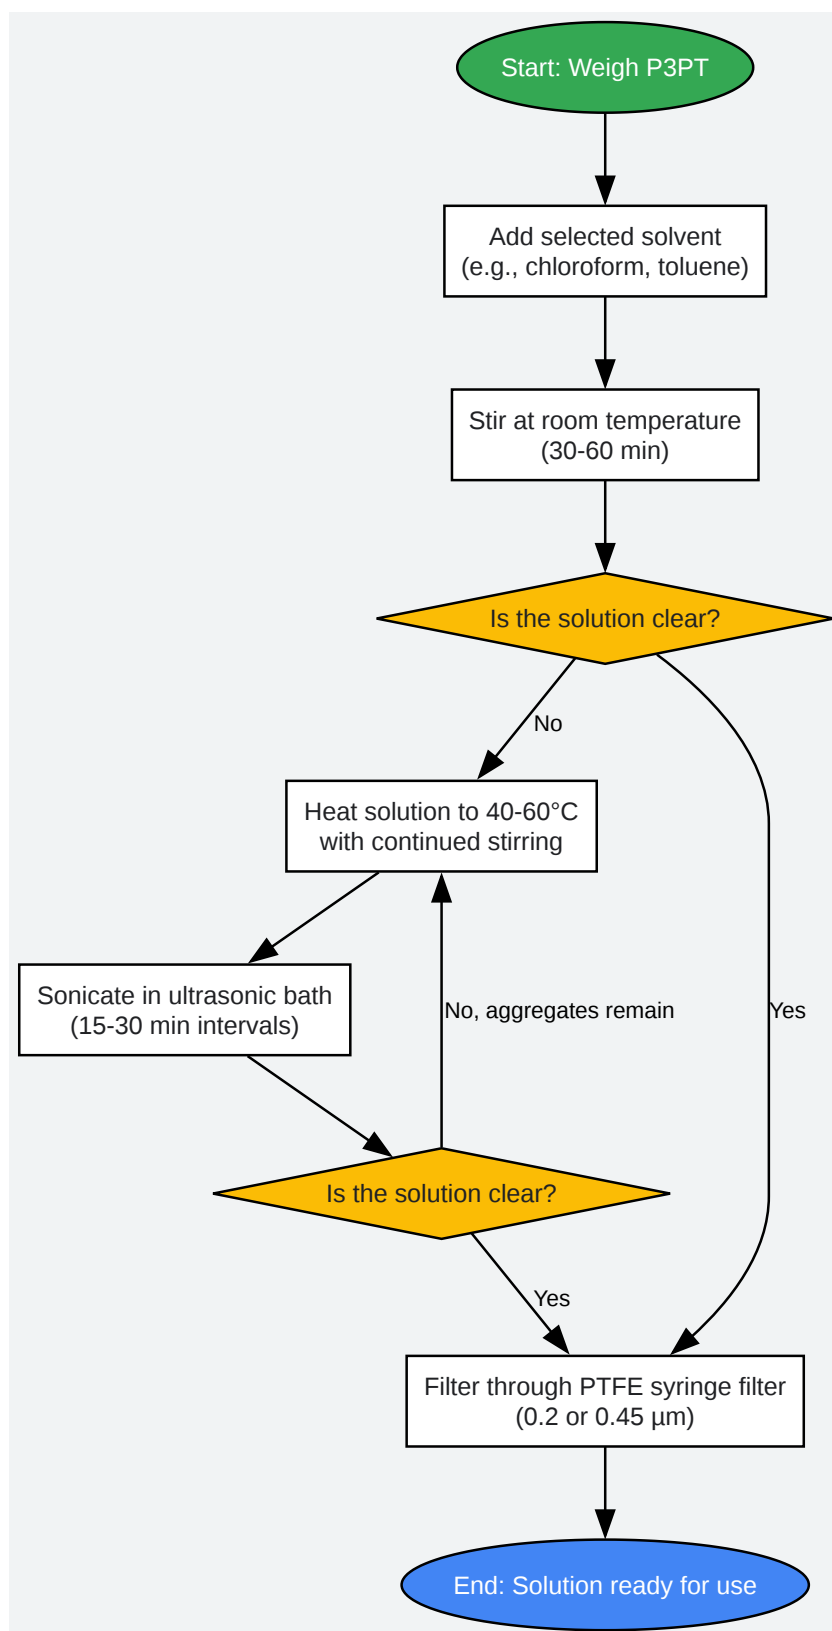 Start: Weigh P3PT
Add selected solvent
(e.g., chloroform, toluene)
Stir at room temperature
(30-60 min)
Is the solution clear?
No
Heat solution to 40-60°C
with continued stirring
Sonicate in ultrasonic bath
(15-30 min intervals)
No, aggregates remain
Yes
Is the solution clear?
Yes
Filter through PTFE syringe filter
(0.2 or 0.45 µm)
End: Solution ready for use